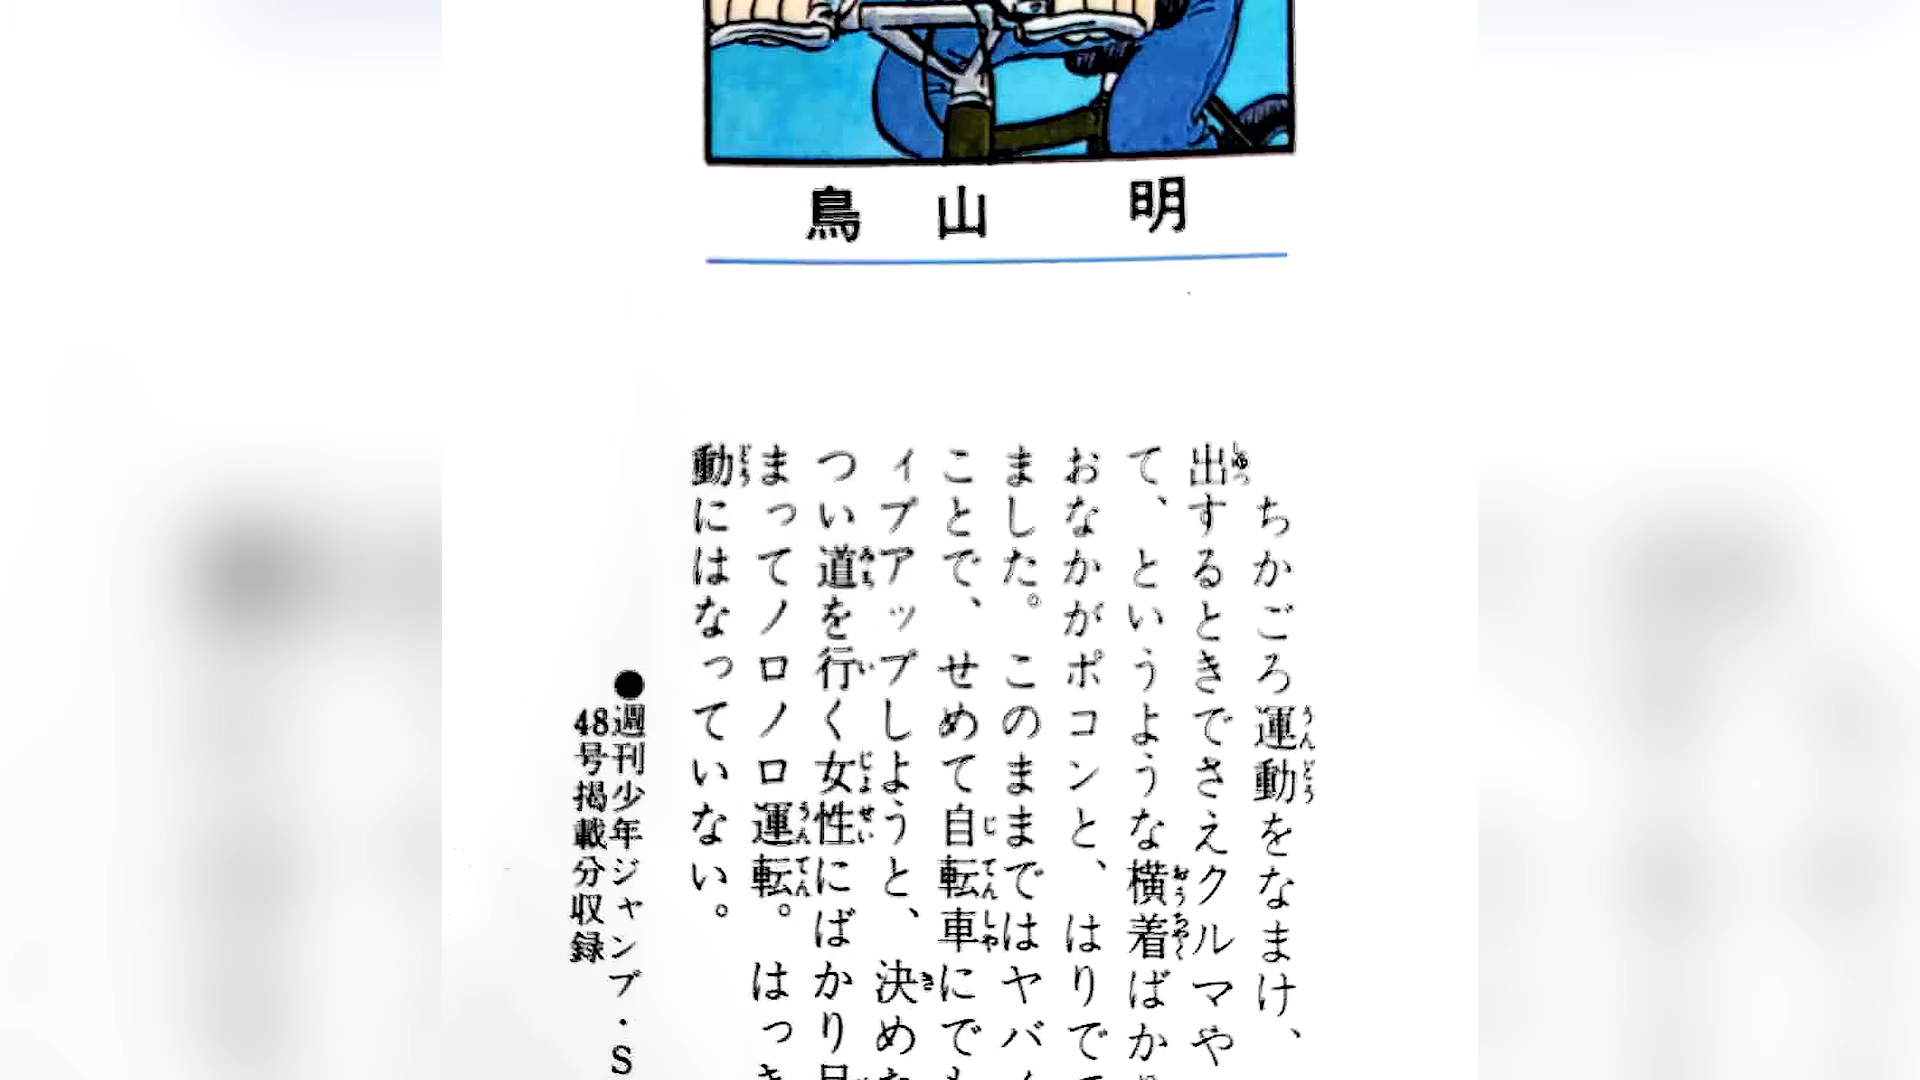 鳥山 明
ちかごろ運動をなまけ、
出するときでさえクルマや
て、というような横着ばか
おなかがポコンと、はりで
ました。このままではヤバ
ことで、せめて自転車にで
ィブアップしようと、決め
つい道を行く女性にばかり
まってノロノロ運転。はっ
動にはなっていない。
●週刊少年ジャンプ・S
48号掲載分収録